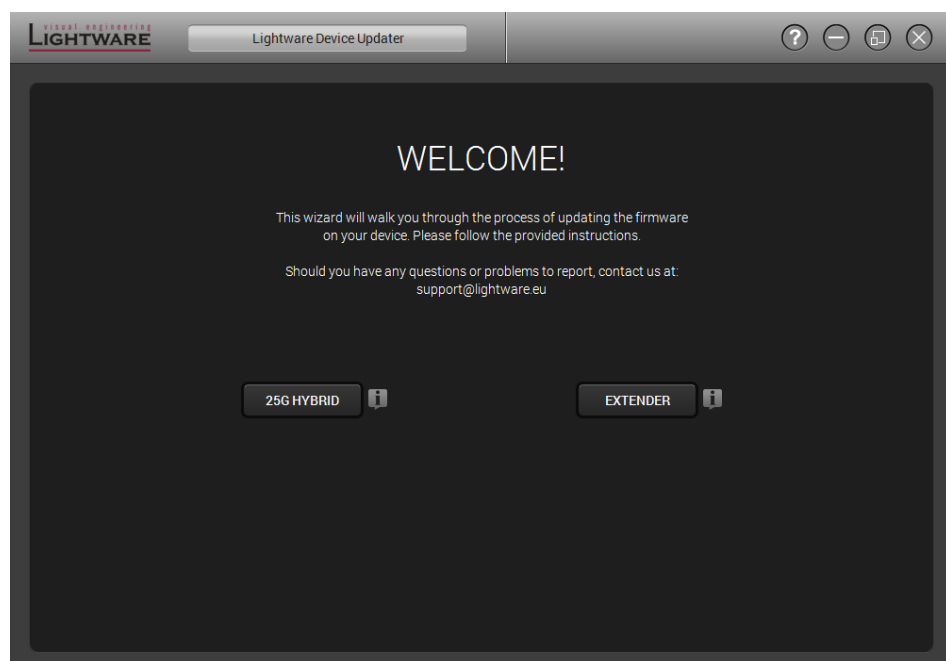 visual engineering
LIGHTWARE
Lightware Device Updater
?
WELCOME!
This wizard will walk you through the process of updating the firmware
on your device. Please follow the provided instructions.
Should you have any questions or problems to report, contact us at:
support@lightware.eu
25G HYBRID
i
EXTENDER
i